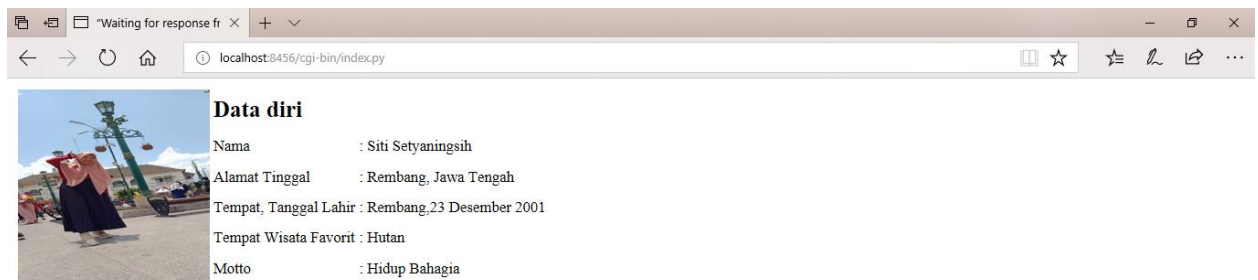 "Waiting for response fr
localhost:8456/cgi-bin/index.py
Data diri
Nama : Siti Setyaningsih
Alamat Tinggal : Rembang, Jawa Tengah
Tempat, Tanggal Lahir : Rembang,23 Desember 2001
Tempat Wisata Favorit : Hutan
Motto : Hidup Bahagia